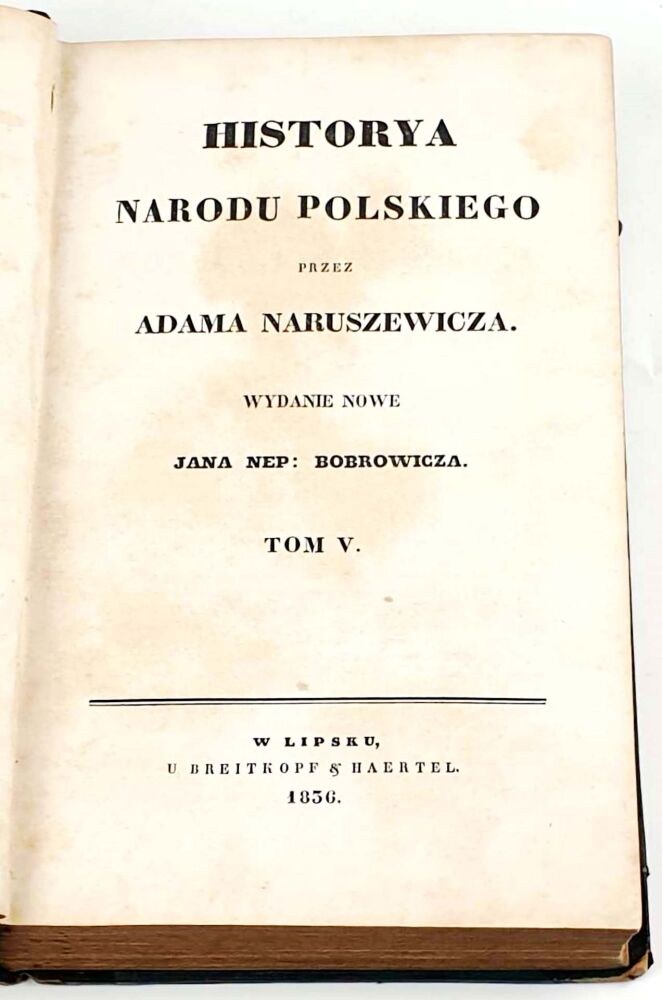 HISTORYA
NARODU POLSKIEGO
PRZEZ
ADAMA NARUSZEWICZA.
WYDANIE NOWE
JANA NEP: BOBROWICZA.
TOM V.
W LIPSKU,
U BREITKOPF & HAERTEL.
1836.